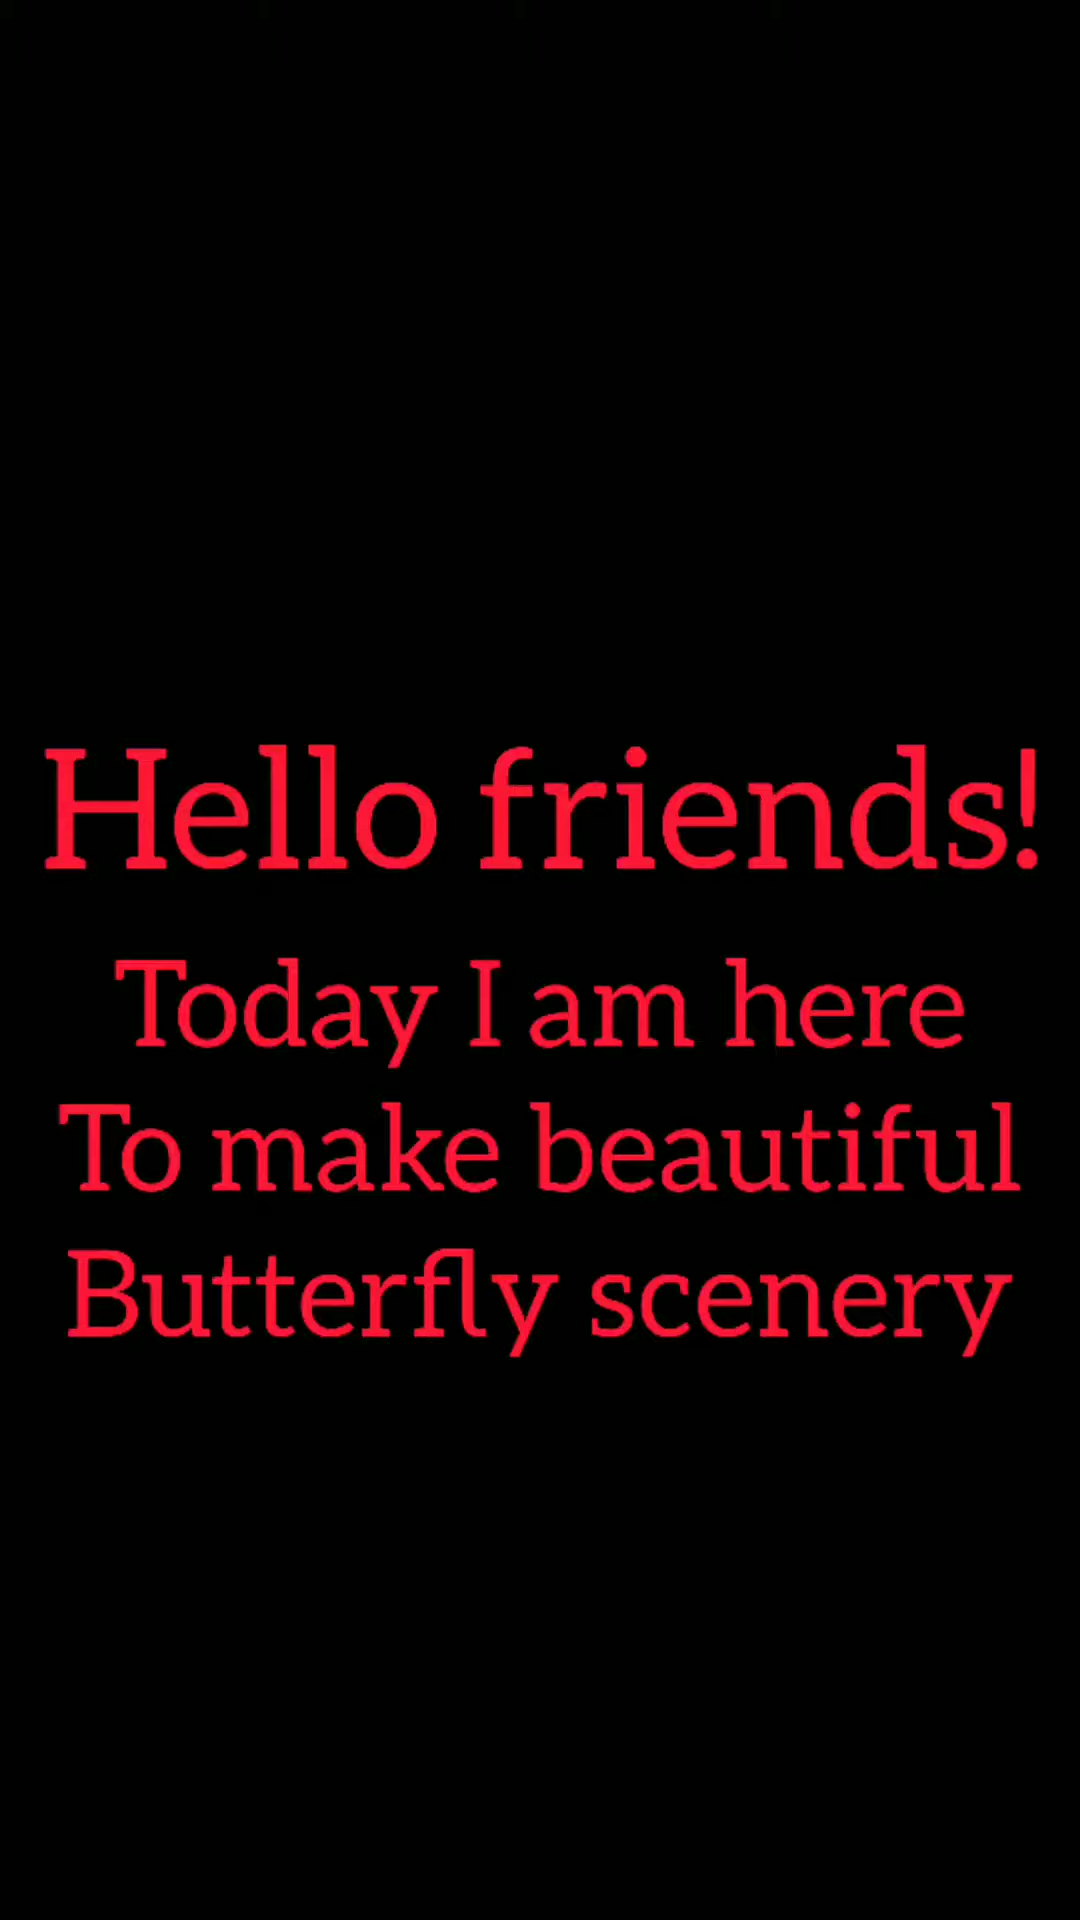 Hello friends!
Today I am here
To make beautiful
Butterfly scenery